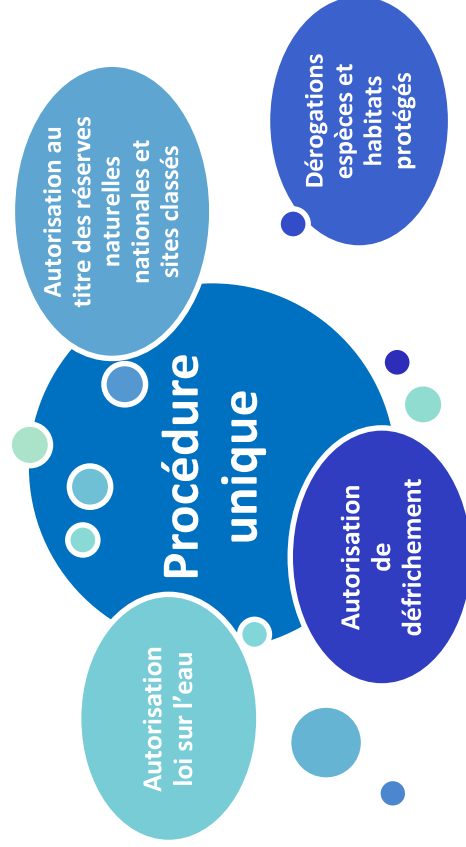 Autorisation
loi sur l'eau
Procédure
unique
Autorisation au
titre des réserves
naturelles
nationales et
sites classés
Autorisation
de
défrichement
Dérogations
espèces et
habitats
protégés